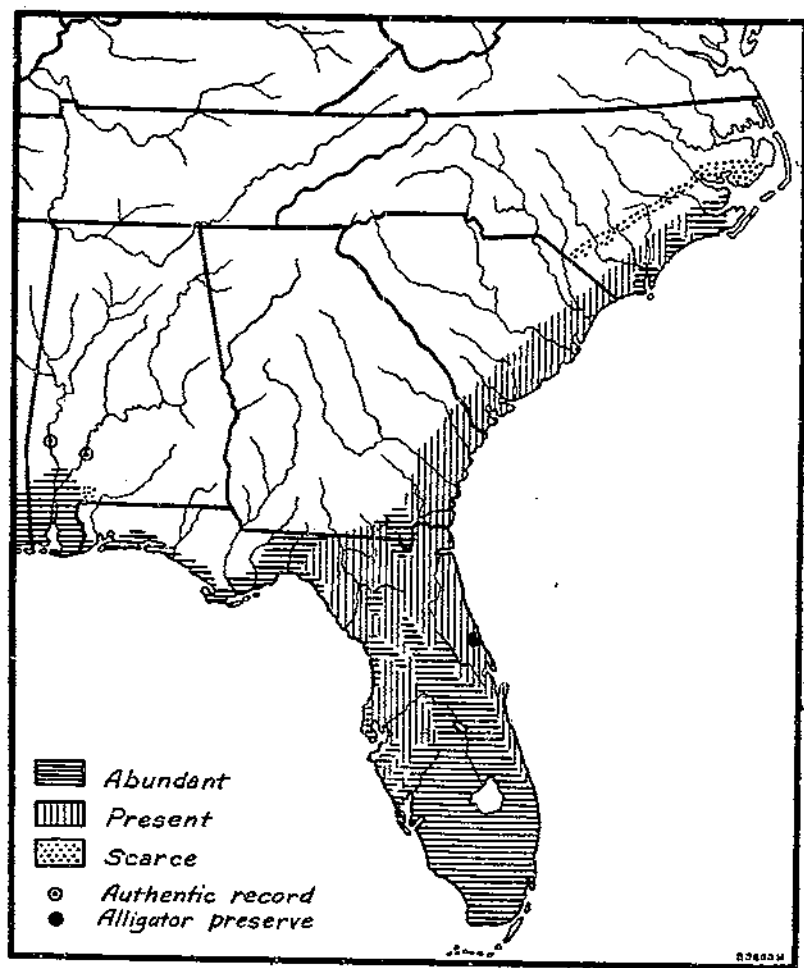 Abundant
Present
Scarce
Authentic record
Alligator preserve